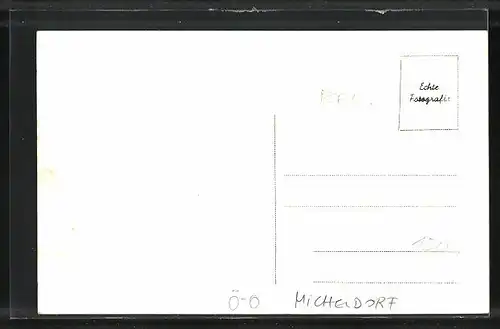 Echte
Fotografie
Ö-Ö MICHELDORF